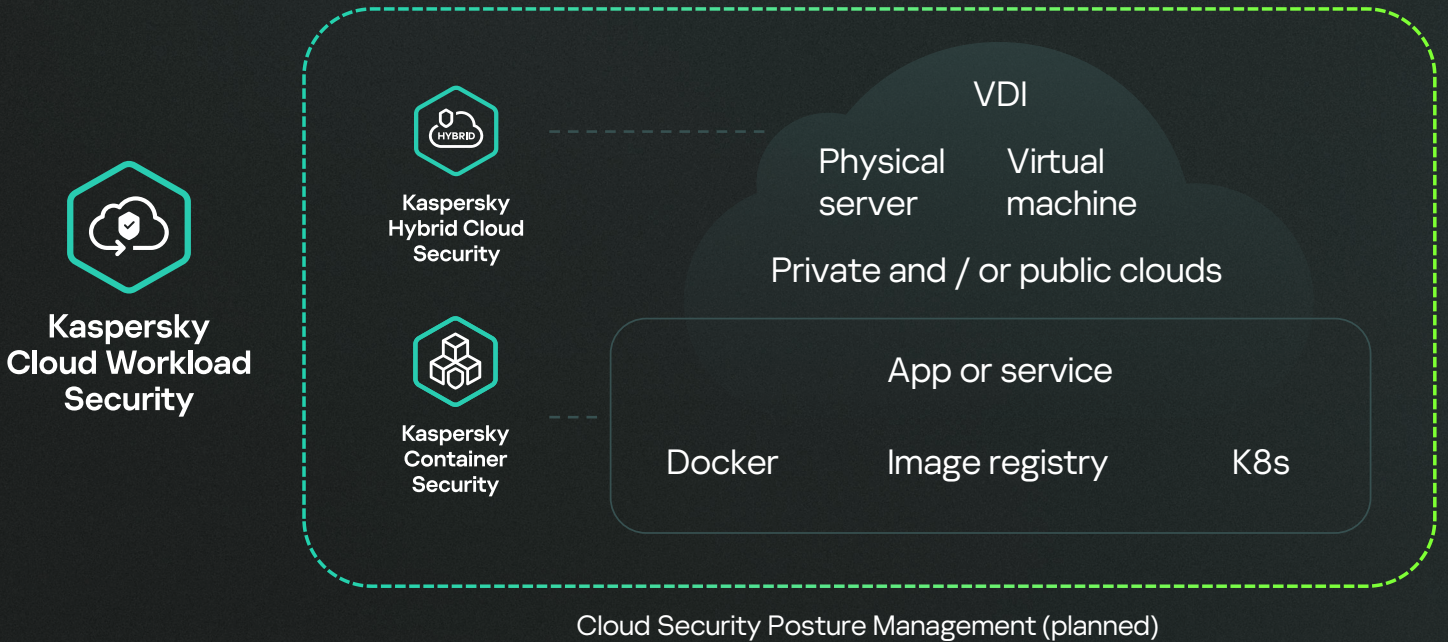 Kaspersky
Cloud Workload
Security
HYBRID
Kaspersky
Hybrid Cloud
Security
VDI
Physical
server
Virtual
machine
Private and / or public clouds
Kaspersky
Container
Security
App or service
Docker
Image registry
K8s
Cloud Security Posture Management (planned)